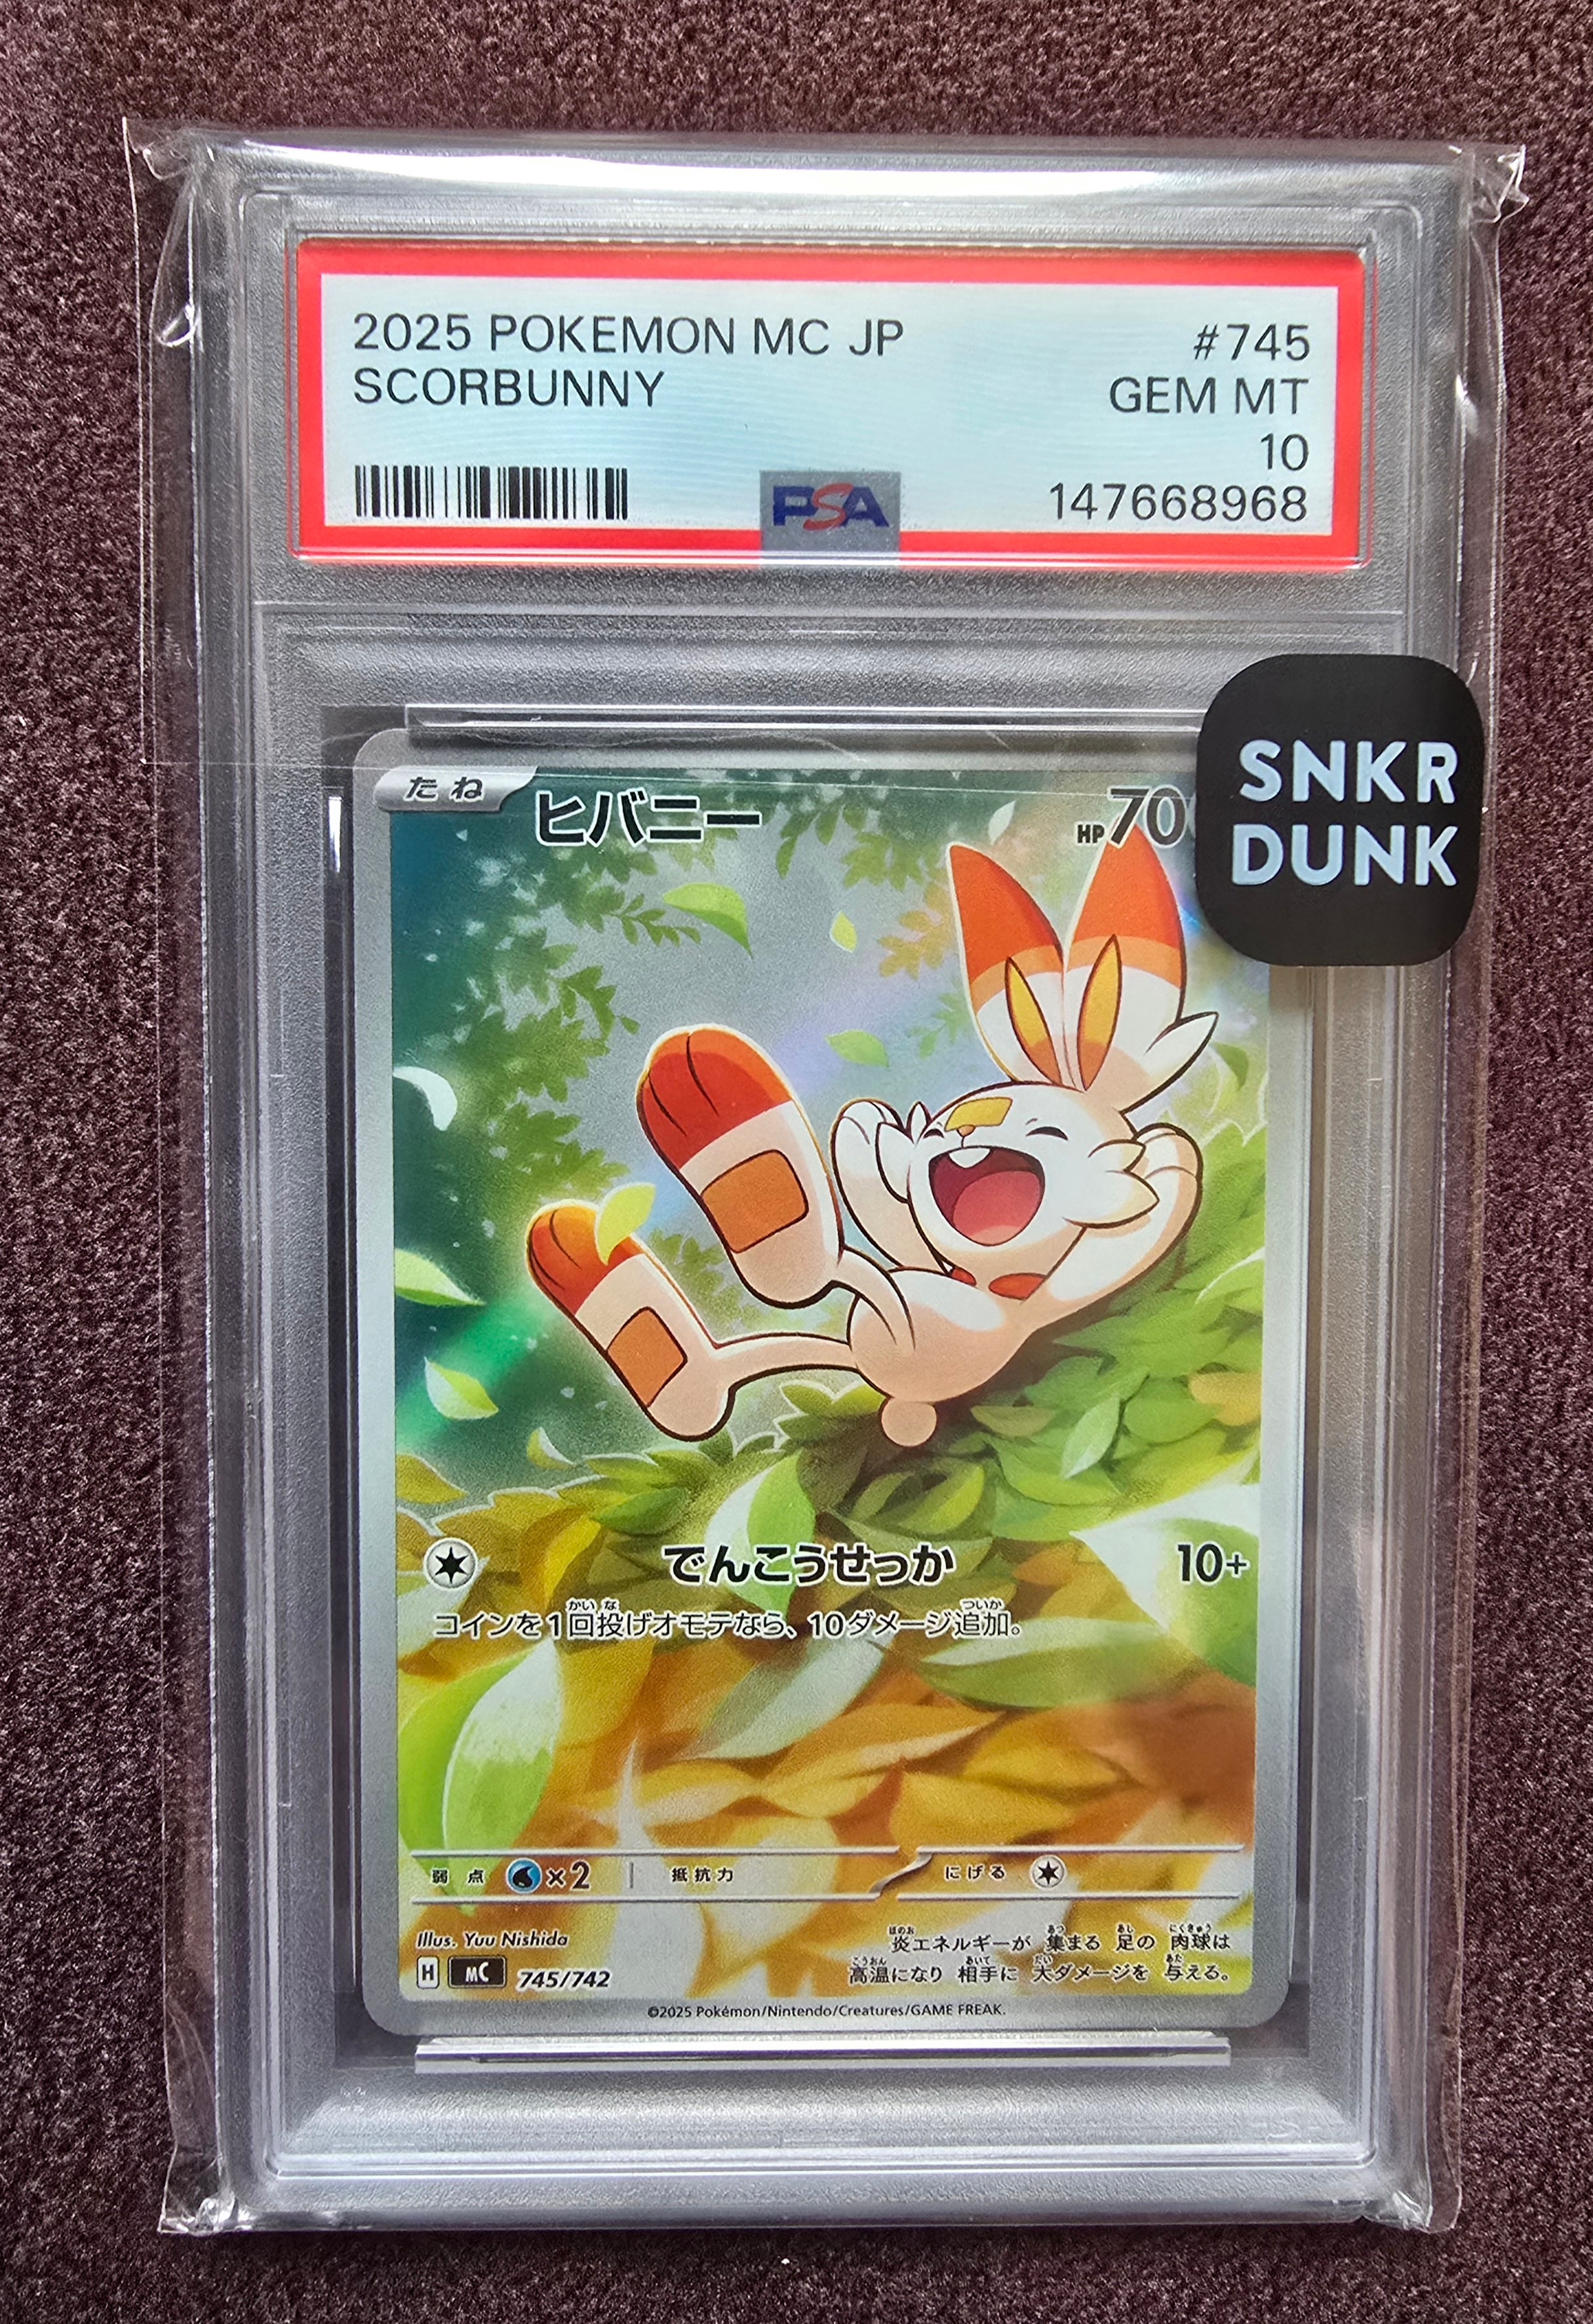 2025 POKEMON MC JP #745
SCORBUNNY GEM MT
10
PSA 147668968
SNKR
DUNK
たね ヒバニー HP70
でんこうせっか 10+
コインを1回投げオモテなら、10ダメージ追加。
弱点 ×2 抵抗力 にげる
Illus. Yuu Nishida
炎エネルギーが 集まる 足の 肉球は
高温になり 相手に 大ダメージを 与える。
H MC 745/742
©2025 Pokémon/Nintendo/Creatures/GAME FREAK.